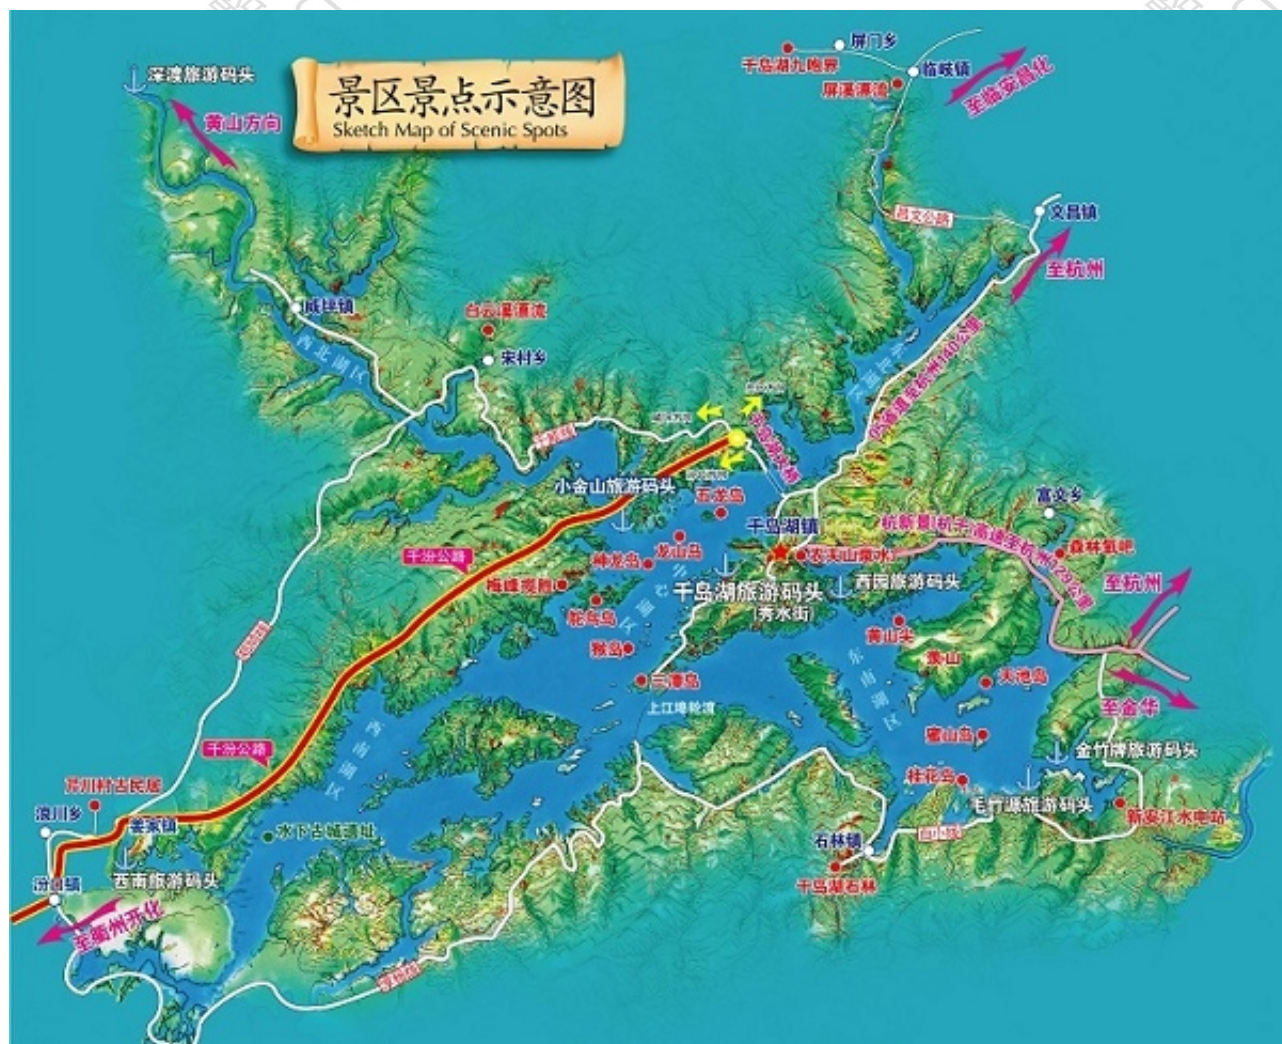 深渡旅游码头
黄山方向
景区景点示意图
Sketch Map of Scenic Spots
屏门乡
千岛湖九咆界
临岐镇
屏溪漂流
至临安昌化
昌文公路
文昌镇
至杭州
威坪镇
西北湖区
白云溪漂流
宋村乡
千岛湖大桥
小金山旅游码头
五龙岛
千岛湖镇
富文乡
杭新景(杭千)高速至杭州129公里
农夫山泉水
森林氧吧
千汾公路
龙山岛
神龙岛
梅峰揽胜
千岛湖旅游码头
(秀水街)
西园旅游码头
至杭州
黄山尖
猴岛
羡山
三潭岛
天池岛
东南湖区
上江埠轮渡
至金华
西南湖区
千汾公路
蜜山岛
金竹牌旅游码头
桂花岛
毛竹源旅游码头
新安江水电站
芹川村古民居
浪川乡
姜家镇
水下古城遗址
石林镇
千岛湖石林
西南旅游码头
汾口镇
至衢州开化